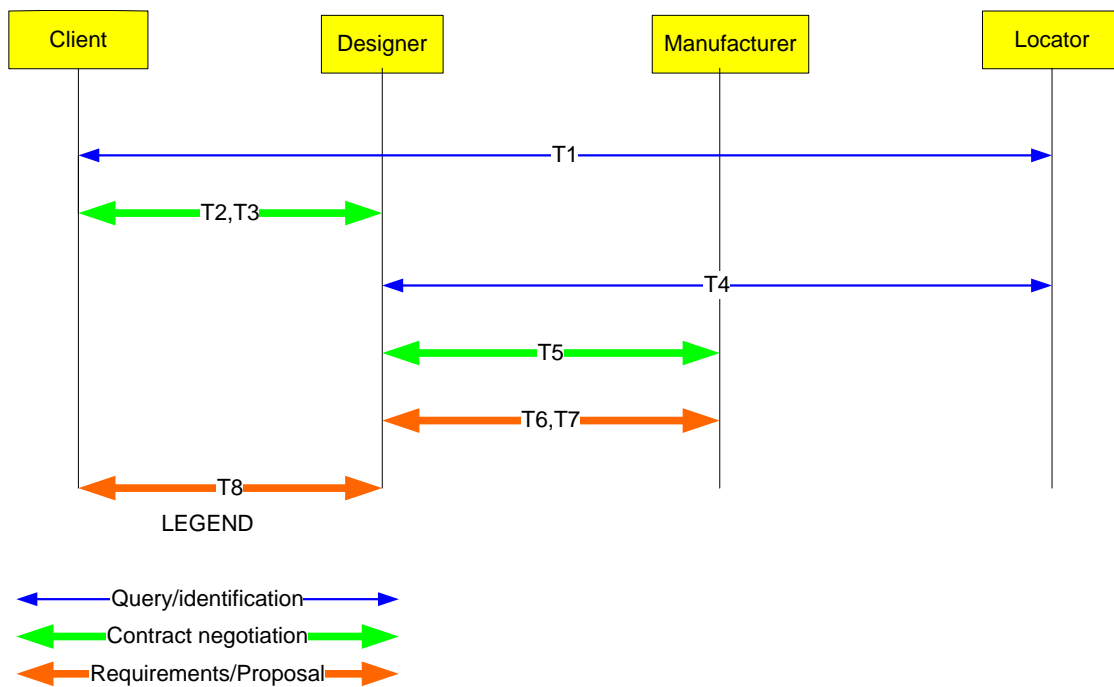 Client
Designer
Manufacturer
Locator
T1
T2,T3
T4
T5
T6,T7
T8
LEGEND
Query/identification
Contract negotiation
Requirements/Proposal